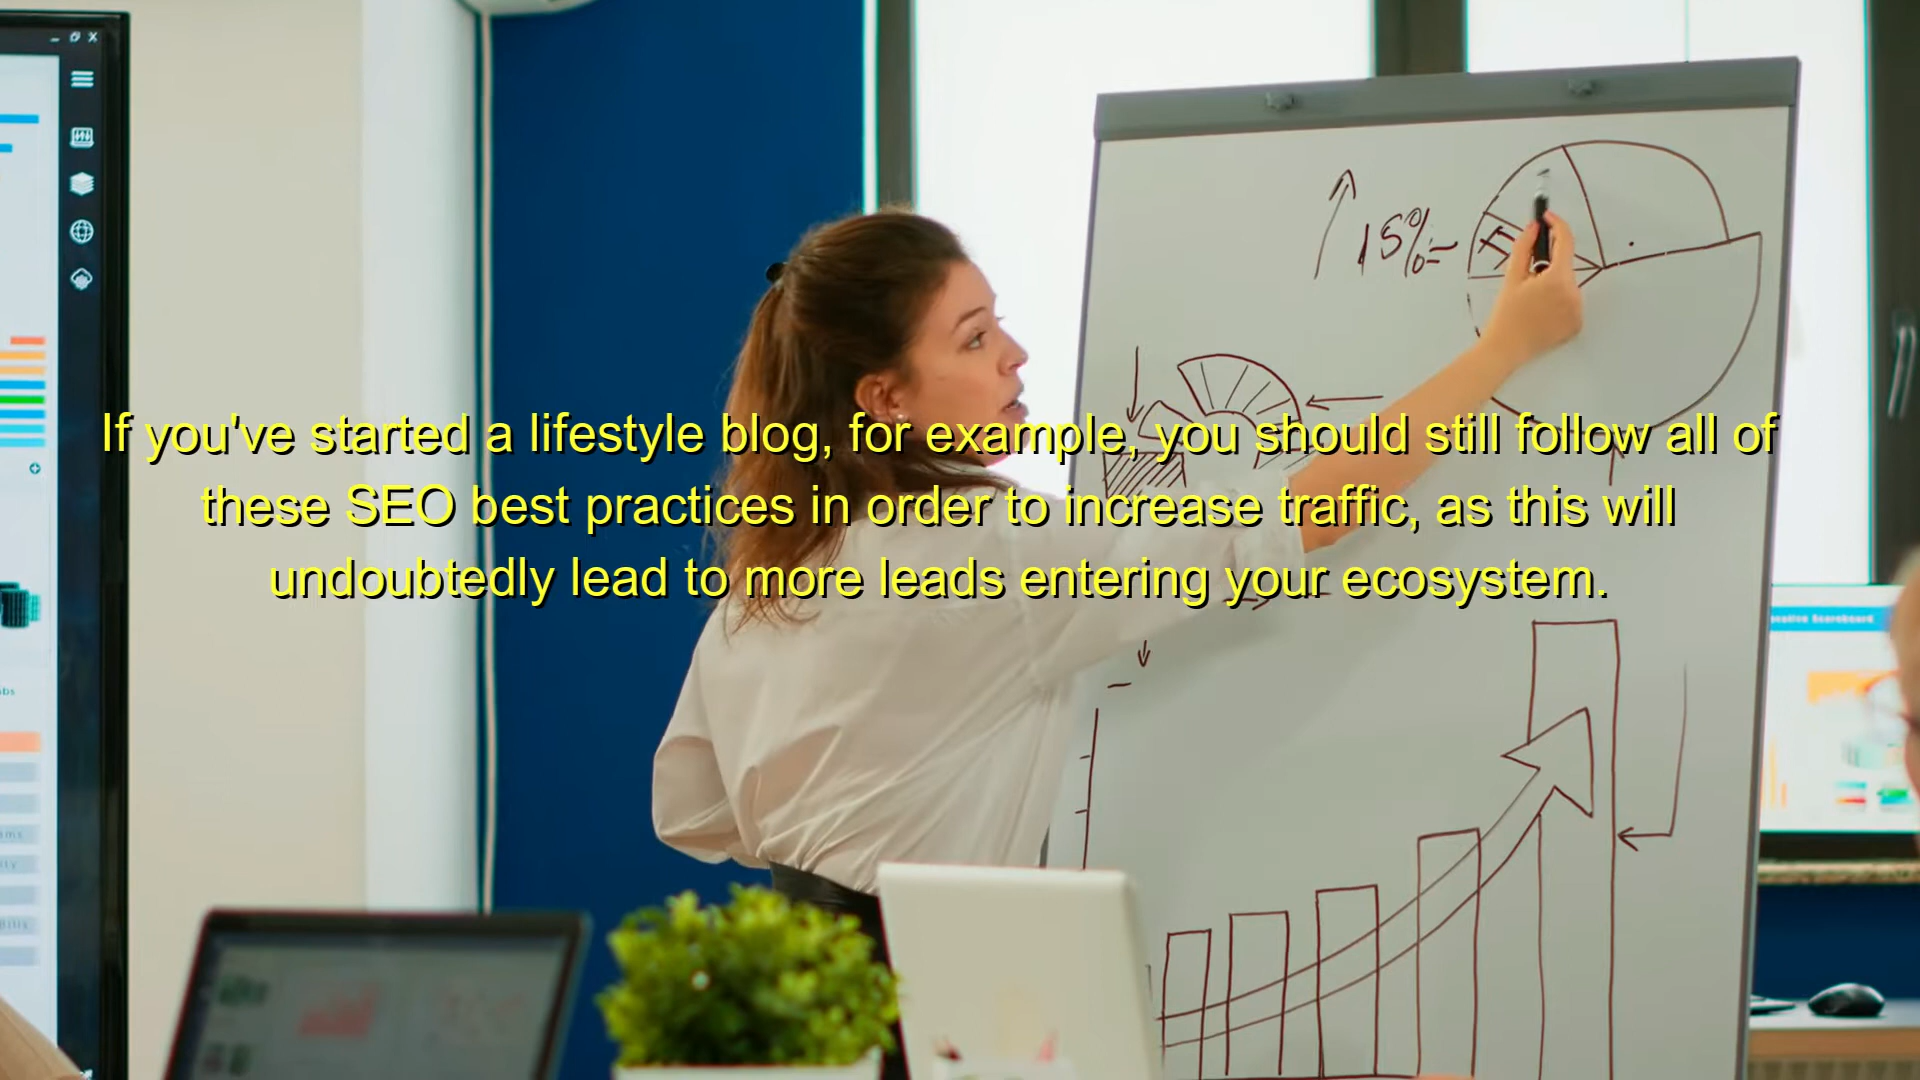 15%
If you've started a lifestyle blog, for example, you should still follow all of
these SEO best practices in order to increase traffic, as this will
undoubtedly lead to more leads entering your ecosystem.
Scoreboard